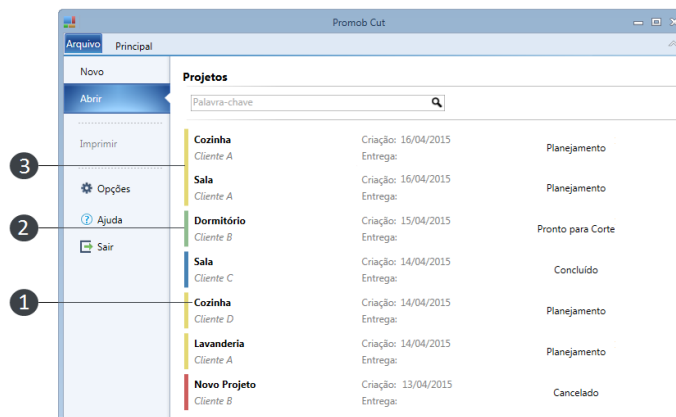 Promob Cut
Arquivo Principal
Novo
Abrir
Imprimir
Opções
Ajuda
Sair
Projetos
Palavra-chave
Cozinha Criação: 16/04/2015 Planejamento
Cliente A Entrega:
3
Sala Criação: 16/04/2015 Planejamento
Cliente A Entrega:
2
Dormitório Criação: 15/04/2015 Pronto para Corte
Cliente B Entrega:
Sala Criação: 14/04/2015 Concluído
Cliente C Entrega:
1
Cozinha Criação: 14/04/2015 Planejamento
Cliente D Entrega:
Lavanderia Criação: 14/04/2015 Planejamento
Cliente A Entrega:
Novo Projeto Criação: 13/04/2015 Cancelado
Cliente B Entrega: